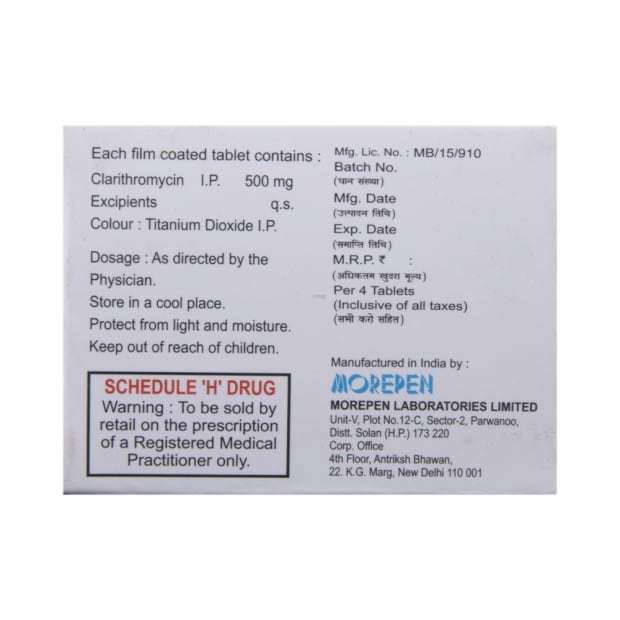 Each film coated tablet contains :
Clarithromycin I.P. 500 mg
Excipients q.s.
Colour : Titanium Dioxide I.P.
Dosage : As directed by the
Physician.
Store in a cool place.
Protect from light and moisture.
Keep out of reach of children.
SCHEDULE 'H' DRUG
Warning : To be sold by
retail on the prescription
of a Registered Medical
Practitioner only.
Mfg. Lic. No. : MB/15/910
Batch No.
(घान संख्या)
Mfg. Date
(उत्पादन तिथि)
Exp. Date
(समाप्ति तिथि)
M.R.P. ₹ :
(अधिकतम खुदरा मूल्य)
Per 4 Tablets
(Inclusive of all taxes)
(सभी करो सहित)
Manufactured in India by :
MOREPEN
MOREPEN LABORATORIES LIMITED
Unit-V, Plot No.12-C, Sector-2, Parwanoo,
Distt. Solan (H.P.) 173 220
Corp. Office
4th Floor, Antriksh Bhawan,
22. K.G. Marg, New Delhi 110 001